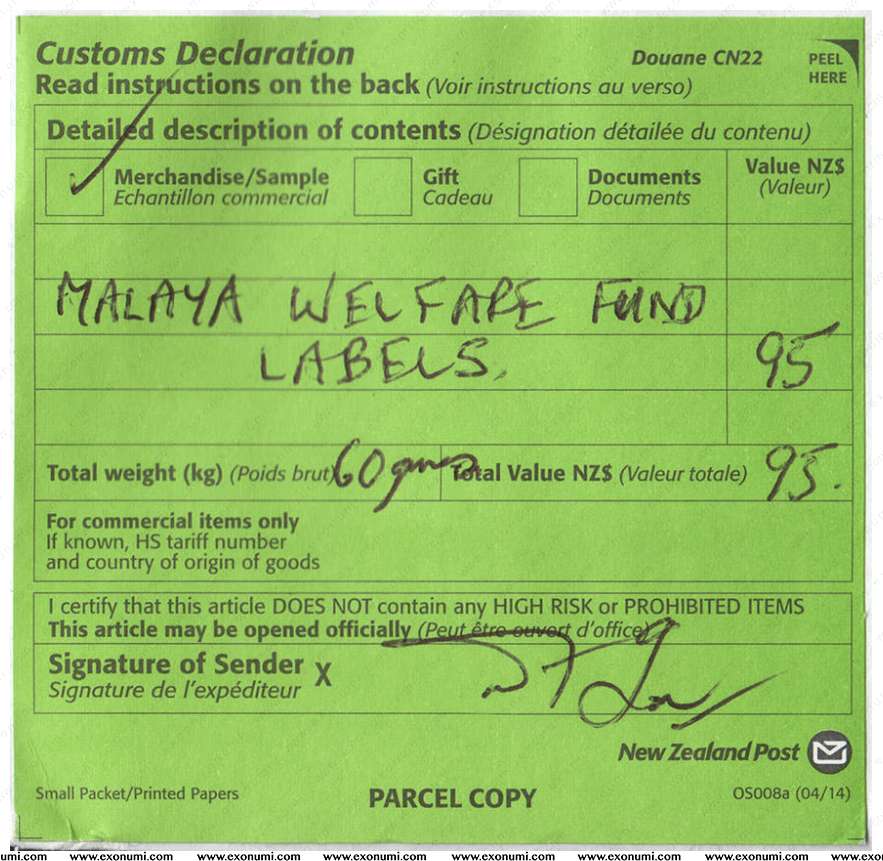 Customs Declaration Douane CN22 PEEL HERE
Read instructions on the back (Voir instructions au verso)
Detailed description of contents (Désignation détailée du contenu)
Merchandise/Sample Gift Documents Value NZ$
Echantillon commercial Cadeau Documents (Valeur)
MALAYA WELFARE FUND
LABELS. 95
Total weight (kg) (Poids brut) 60 gms Total Value NZ$ (Valeur totale) 95.
For commercial items only
If known, HS tariff number
and country of origin of goods
I certify that this article DOES NOT contain any HIGH RISK or PROHIBITED ITEMS
This article may be opened officially (Peut être ouvert d'office)
Signature of Sender X
Signature de l'expéditeur
New Zealand Post
Small Packet/Printed Papers PARCEL COPY OS008a (04/14)
umi.com www.exonumi.com www.exonumi.com www.exonumi.com www.exonumi.com www.exonumi.com www.exonumi.com www